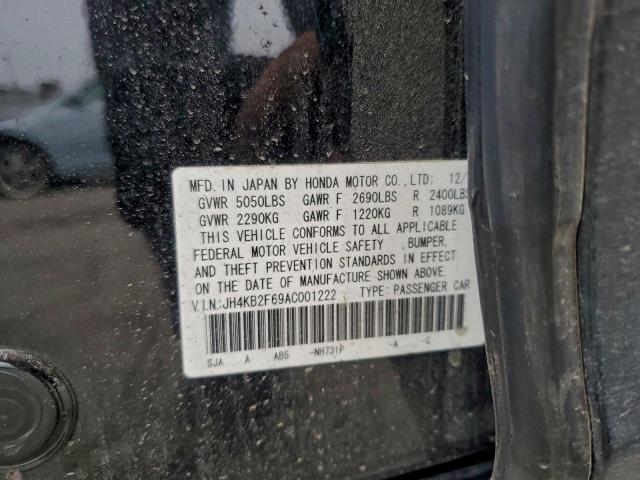 MFD. IN JAPAN BY HONDA MOTOR CO., LTD: 12/
GVWR 5050LBS GAWR F 2690LBS R 2400LBS
GVWR 2290KG GAWR F 1220KG R 1089KG
THIS VEHICLE CONFORMS TO ALL APPLICABLE
FEDERAL MOTOR VEHICLE SAFETY , BUMPER,
AND THEFT PREVENTION STANDARDS IN EFFECT
ON THE DATE OF MANUFACTURE SHOWN ABOVE.
V.I.N.:JH4KB2F69AC001222 TYPE: PASSENGER CAR
SJA A AB5 -NH731P -A -C